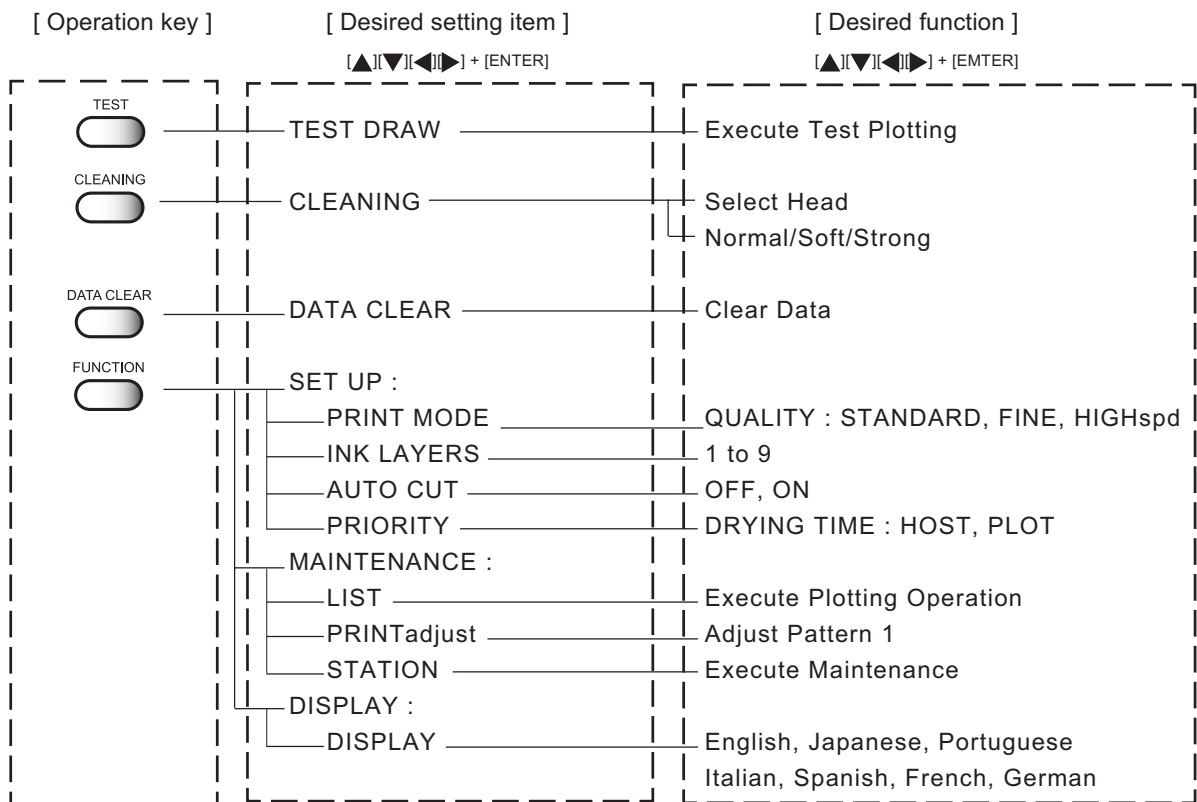 [ Operation key ] [ Desired setting item ] [ Desired function ]
[▲][▼][◀][▶] + [ENTER] [▲][▼][◀][▶] + [EMTER]
TEST
TEST DRAW Execute Test Plotting
CLEANING
CLEANING Select Head
Normal/Soft/Strong
DATA CLEAR
DATA CLEAR Clear Data
FUNCTION
SET UP :
PRINT MODE QUALITY : STANDARD, FINE, HIGHspd
INK LAYERS 1 to 9
AUTO CUT OFF, ON
PRIORITY DRYING TIME : HOST, PLOT
MAINTENANCE :
LIST Execute Plotting Operation
PRINTadjust Adjust Pattern 1
STATION Execute Maintenance
DISPLAY :
DISPLAY English, Japanese, Portuguese
Italian, Spanish, French, German